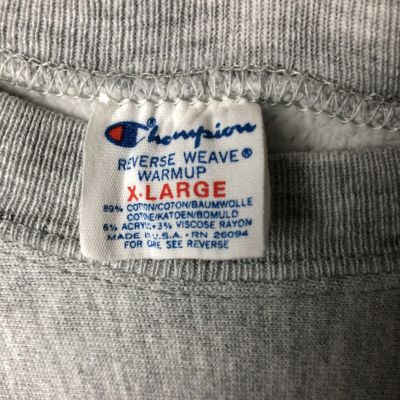 Champion
REVERSE WEAVE®
WARMUP
X-LARGE
89% COTTON/COTON/BAUMWOLLE
COTONE/KATOEN/BOMULD
8% ACRYLIC•3% VISCOSE RAYON
MADE IN U.S.A.•RN 26094
FOR CARE SEE REVERSE